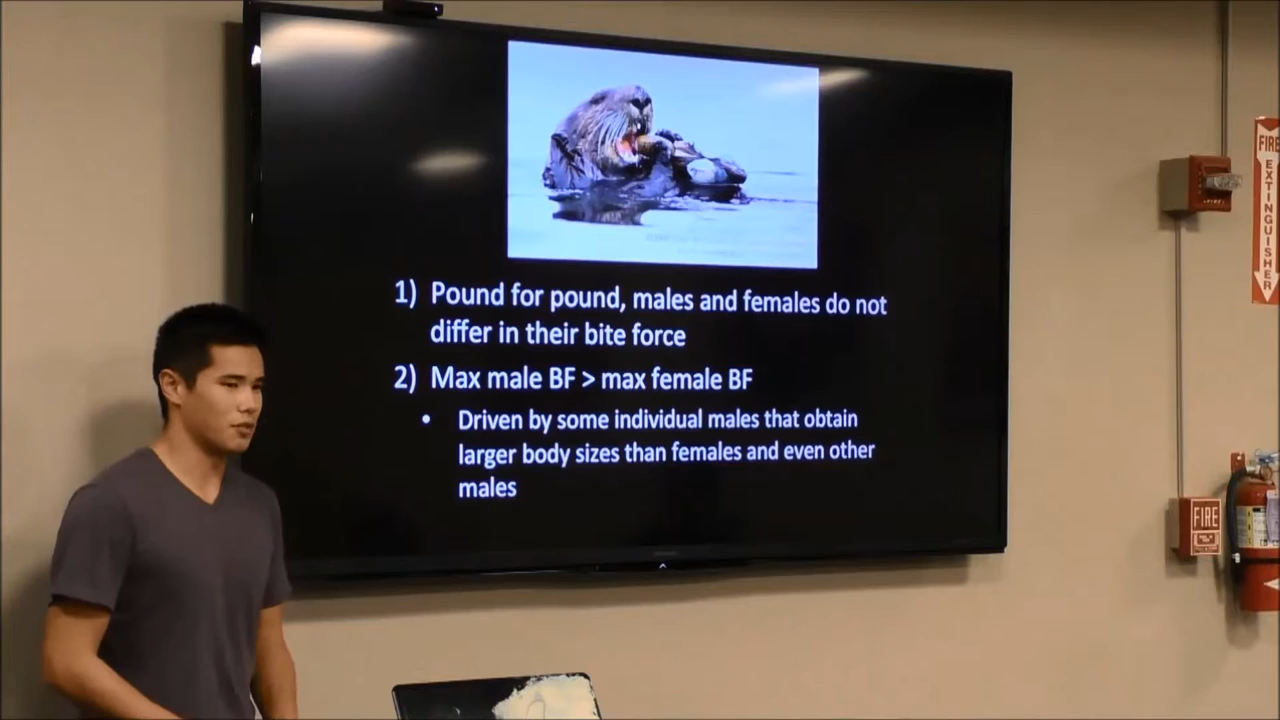 1) Pound for pound, males and females do not
differ in their bite force
2) Max male BF > max female BF
• Driven by some individual males that obtain
larger body sizes than females and even other
males
FIRE
EXTINGUISHER
FIRE